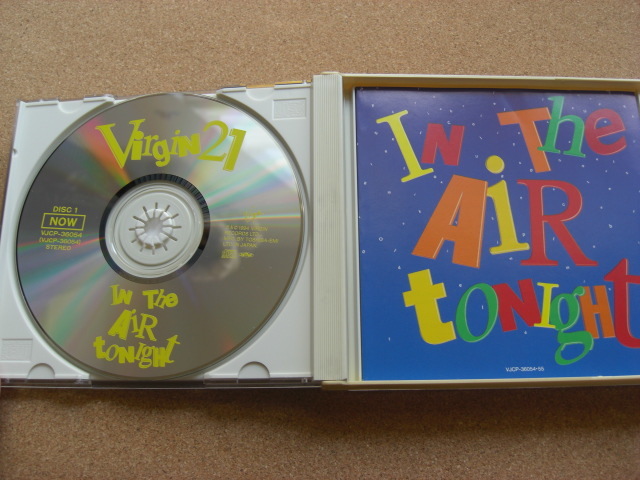 Virgin 21
DISC 1
NOW
VJCP-36054
(VJCP-36054)
STEREO
IN THE
AIR
TONIGHT
IN THE
AIR
TONIGHT
VJCP-36054~55